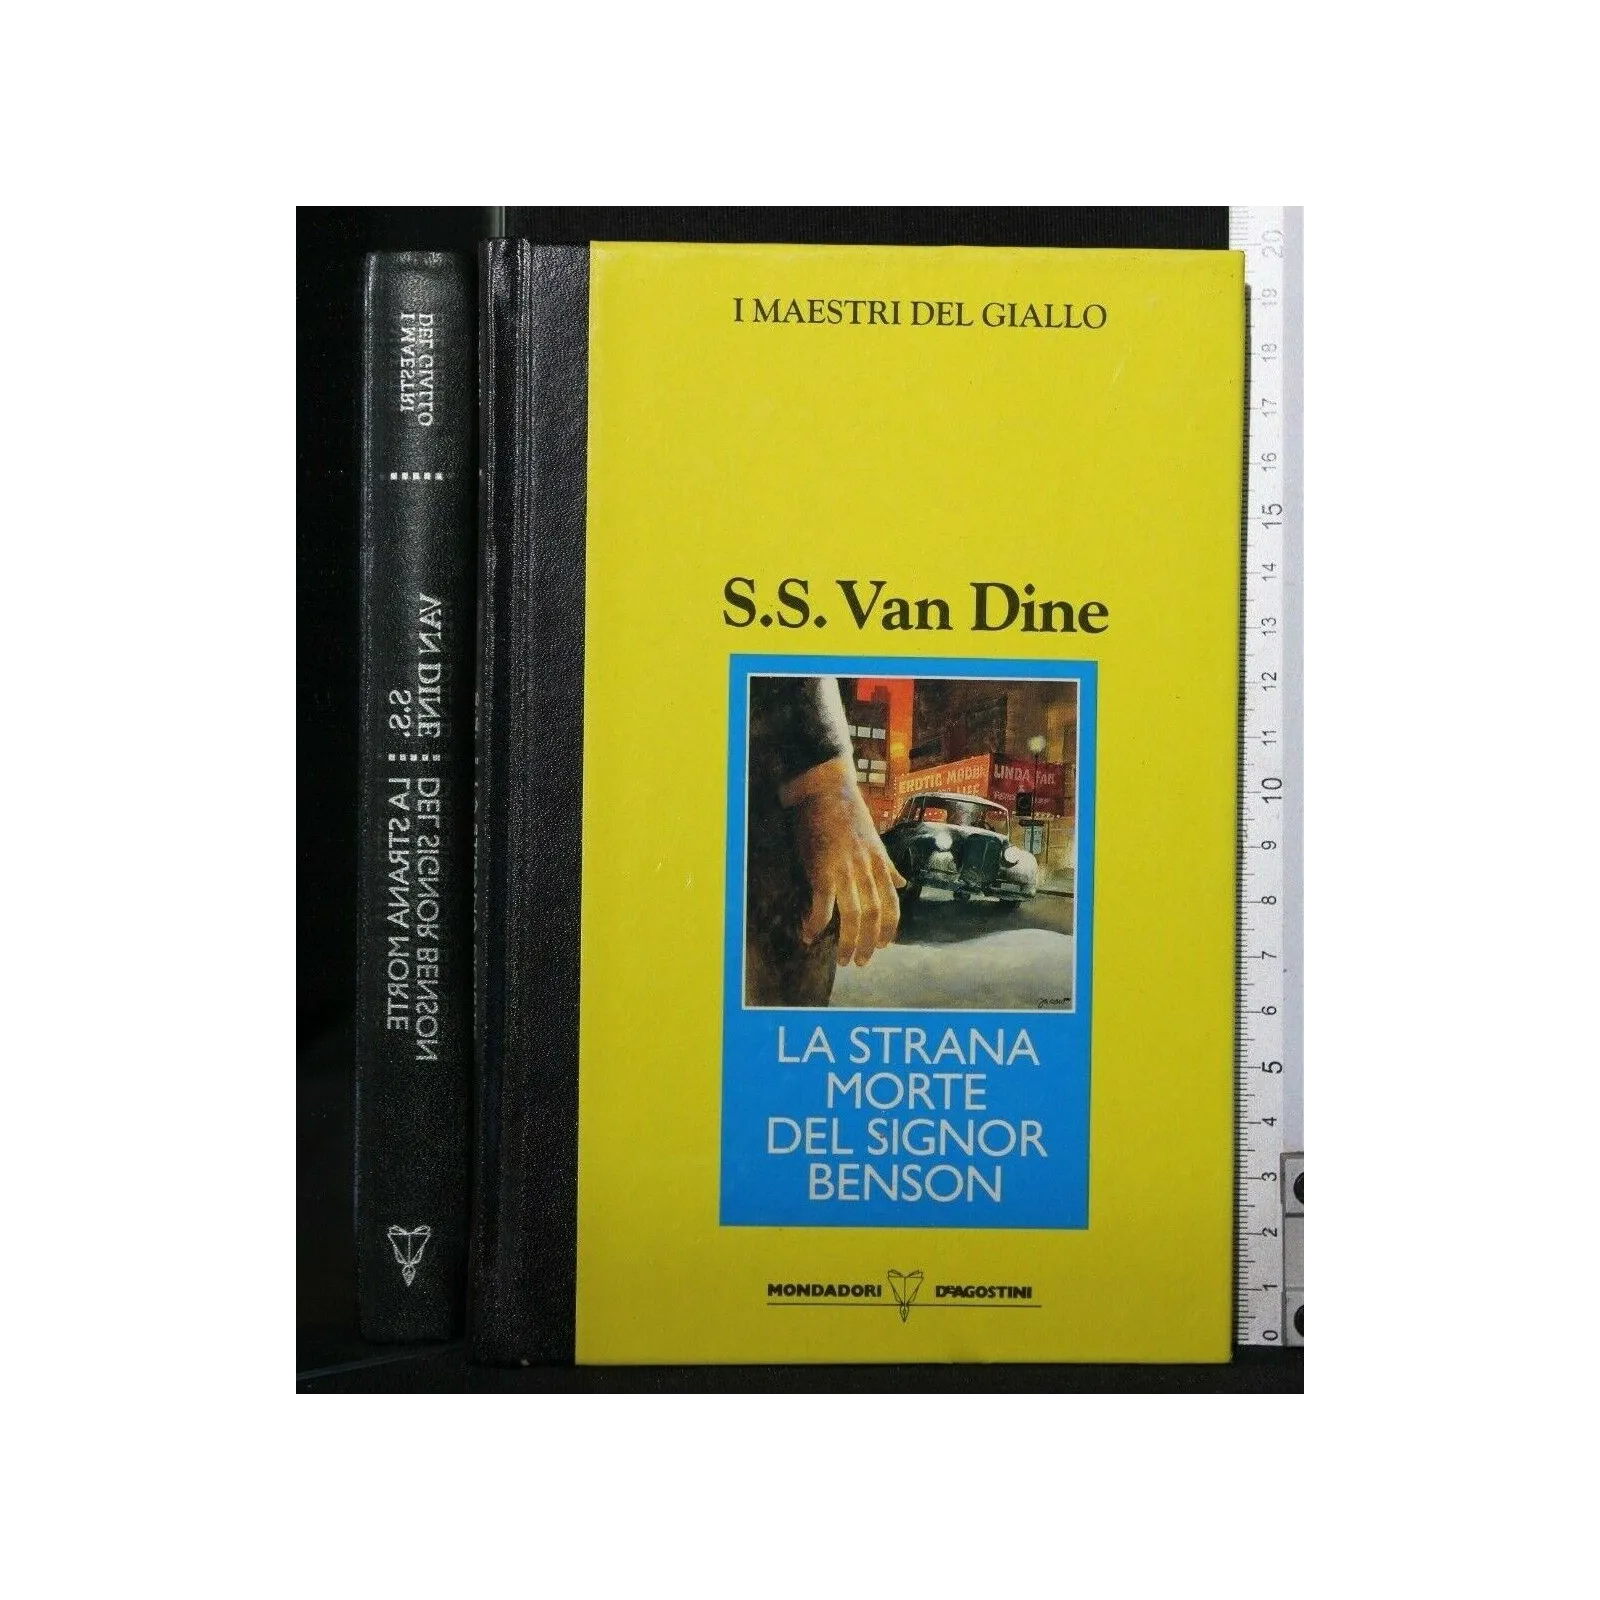 I MAESTRI DEL GIALLO
S.S. Van Dine
EROTIC
LINDA
LIFE
LA STRANA
MORTE
DEL SIGNOR
BENSON
MONDADORI DeAGOSTINI
I MAESTRI
DEL GIALLO
S.S.
VAN DINE
LA STRANA MORTE
DEL SIGNOR BENSON
20
19
18
17
16
15
14
13
12
11
10
9
8
7
6
5
4
3
2
1
0